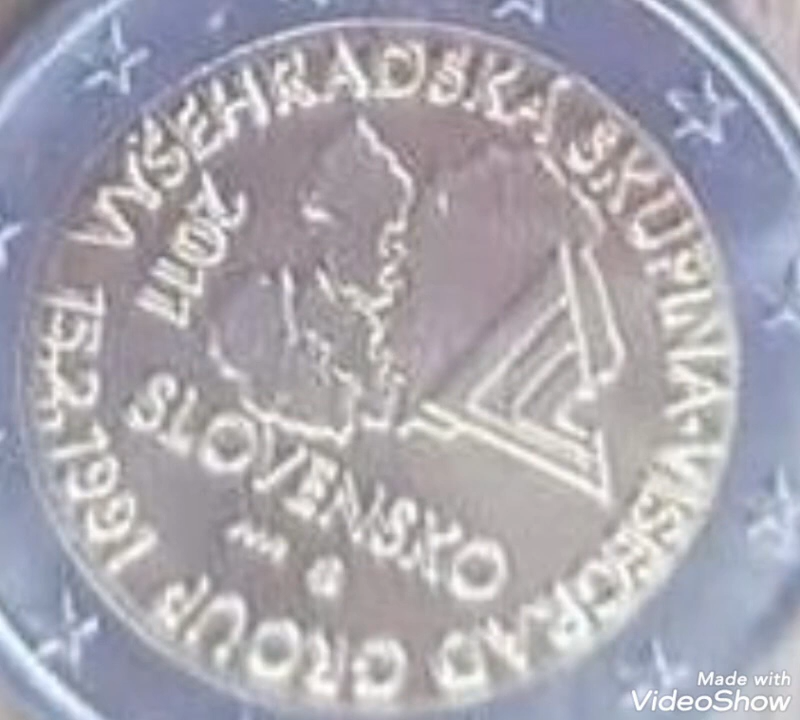 VYŠEHRADSKÁ SKUPINA·VISEGRAD GROUP 15.2.1991
2011
SLOVENSKO
Made with
VideoShow